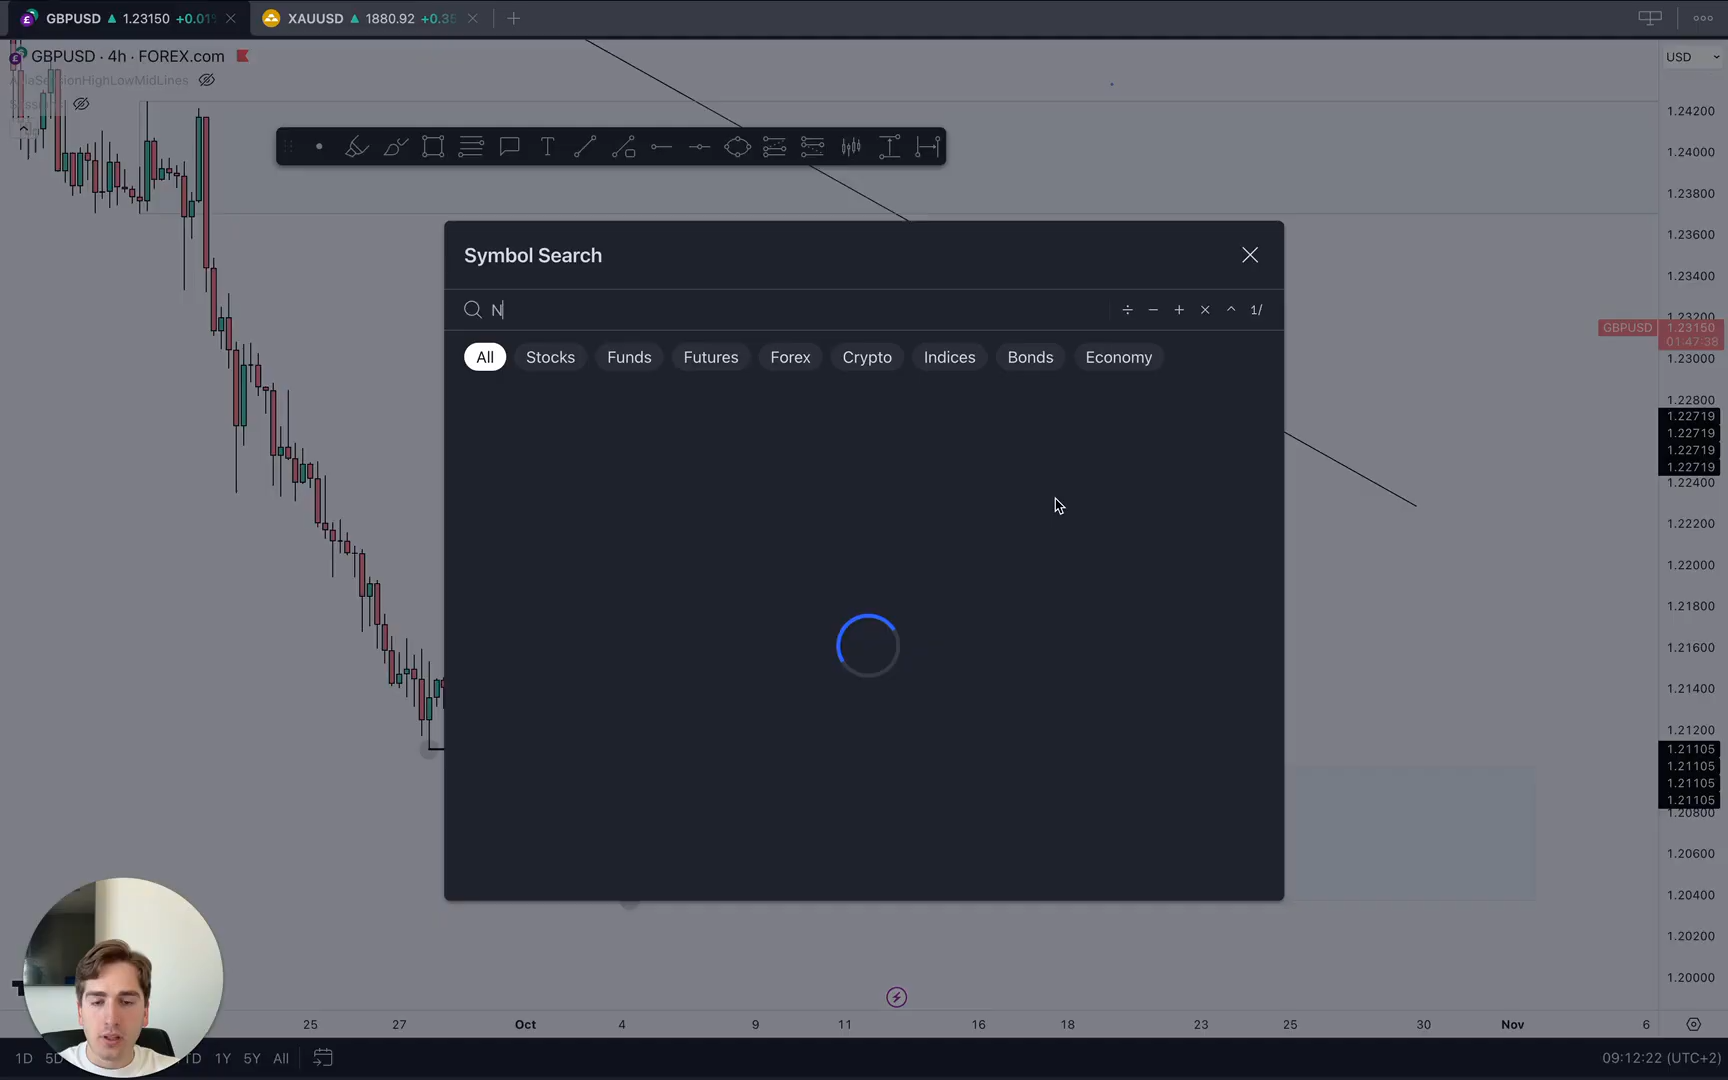 GBPUSD ▲ 1.23150 +0.01%
XAUUSD ▲ 1880.92 +0.35
GBPUSD · 4h · FOREX.com
SessionHighLowMidLines
USD
1.24200
1.24000
1.23800
1.23600
1.23400
1.23200
GBPUSD 1.23150
01:47:38
1.23000
1.22800
1.22719
1.22719
1.22719
1.22719
1.22400
1.22200
1.22000
1.21800
1.21600
1.21400
1.21200
1.21105
1.21105
1.21105
1.21105
1.20800
1.20600
1.20400
1.20200
1.20000
Symbol Search
N
÷ − + × ^ 1/
All Stocks Funds Futures Forex Crypto Indices Bonds Economy
25 27 Oct 4 9 11 16 18 23 25 30 Nov 6
1D 5D TD 1Y 5Y All
09:12:22 (UTC+2)